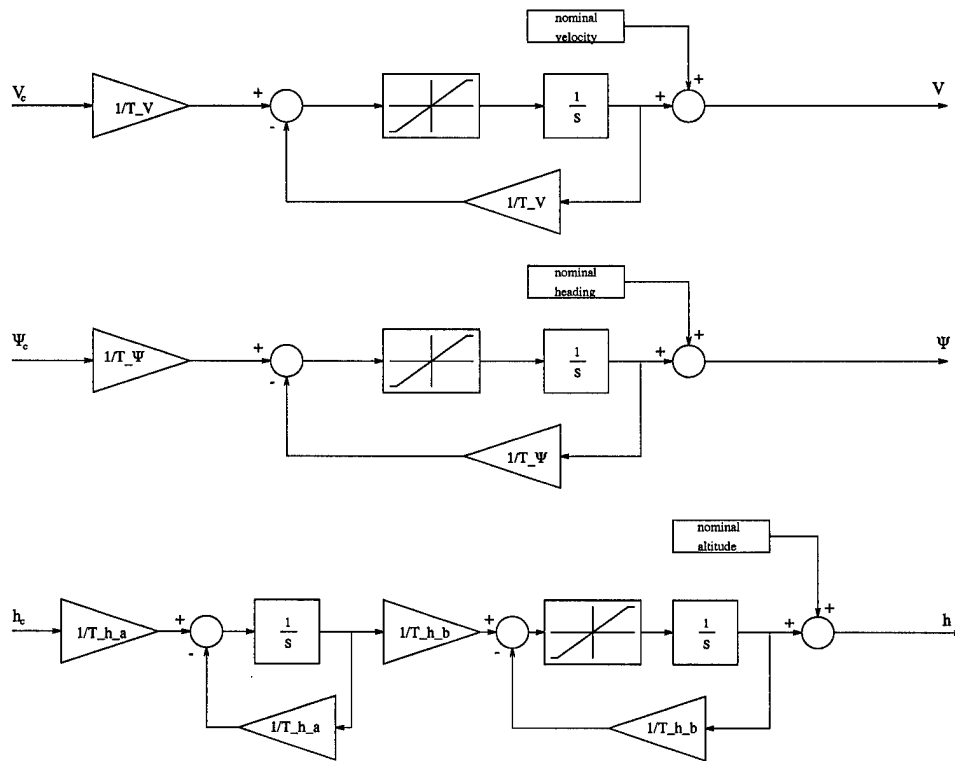 nominal
velocity
V_c
1/T_V
+
-
1
s
+
+
V
1/T_V
nominal
heading
Ψ_c
1/T_Ψ
+
-
1
s
+
+
Ψ
1/T_Ψ
nominal
altitude
h_c
1/T_h_a
+
-
1
s
1/T_h_b
+
-
1
s
+
+
h
1/T_h_a
1/T_h_b